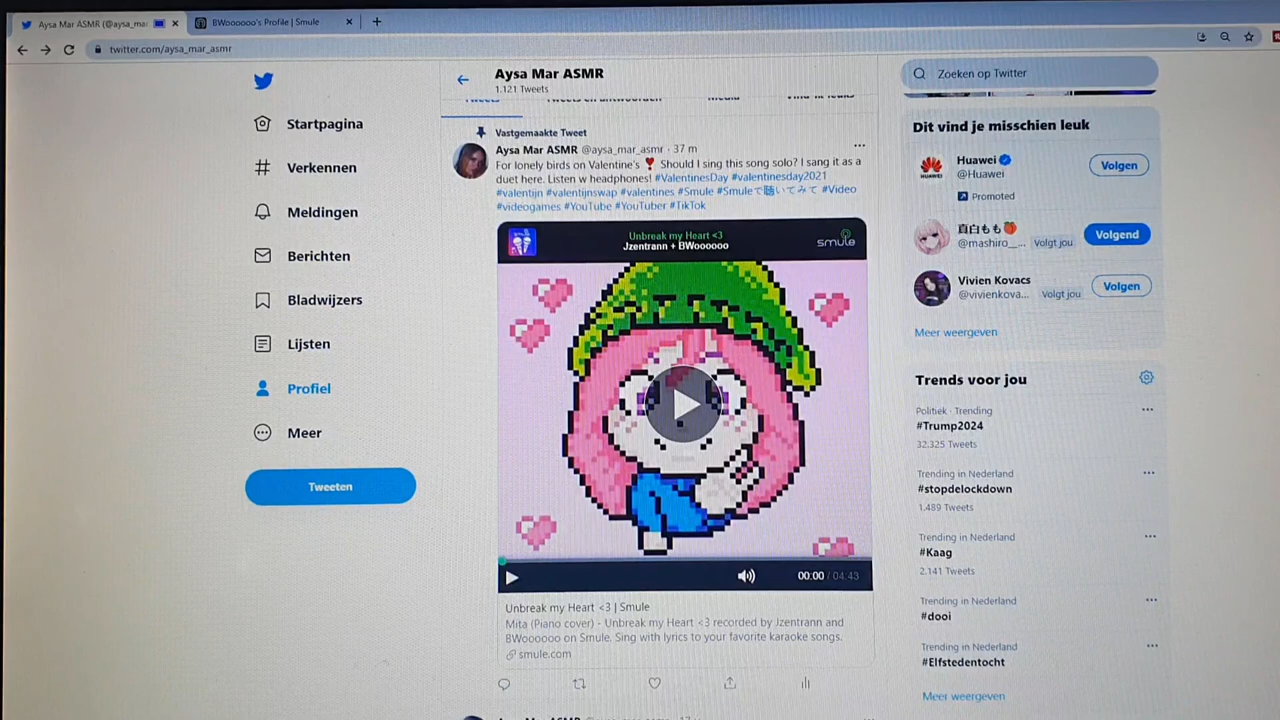 Aysa Mar ASMR (@aysa_mar
BWoooooo's Profile | Smule
twitter.com/aysa_mar_asmr
Startpagina
Verkennen
Meldingen
Berichten
Bladwijzers
Lijsten
Profiel
Meer
Tweeten
Aysa Mar ASMR
1.121 Tweets
Vastgemaakte Tweet
Aysa Mar ASMR @aysa_mar_asmr · 37 m
For lonely birds on Valentine's ❣ Should I sing this song solo? I sang it as a
duet here. Listen w headphones! #ValentinesDay #valentinesday2021
#valentijn #valentijnswap #valentines #Smule #Smuleで聴いてみて #Video
#videogames #YouTube #YouTuber #TikTok
Unbreak my Heart <3
Jzentrann + BWoooooo
smule
00:00 / 04:43
Unbreak my Heart <3 | Smule
Mita (Piano cover) - Unbreak my Heart <3 recorded by Jzentrann and
BWoooooo on Smule. Sing with lyrics to your favorite karaoke songs.
smule.com
Zoeken op Twitter
Dit vind je misschien leuk
Huawei
@Huawei
Promoted
Volgen
真白もも🍑
@mashiro__... Volgt jou
Volgend
Vivien Kovacs
@vivienkova... Volgt jou
Volgen
Meer weergeven
Trends voor jou
Politiek · Trending
#Trump2024
32.325 Tweets
Trending in Nederland
#stopdelockdown
1.489 Tweets
Trending in Nederland
#Kaag
2.141 Tweets
Trending in Nederland
#dooi
Trending in Nederland
#Elfstedentocht
Meer weergeven